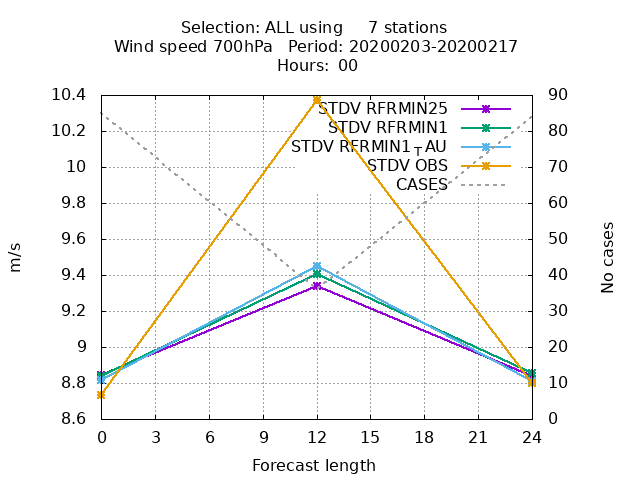 Selection: ALL using     7 stations
Wind speed 700hPa   Period: 20200203-20200217
Hours:  00
10.4
10.2
10
9.8
9.6
9.4
9.2
9
8.8
8.6
m/s
STDV RFRMIN25
STDV RFRMIN1
STDV RFRMIN1TAU
STDV OBS
CASES
90
80
70
60
50
40
30
20
10
0
No cases
0 3 6 9 12 15 18 21 24
Forecast length